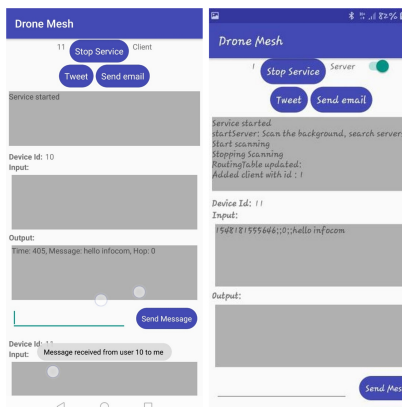 Drone Mesh
11 Stop Service Client
Tweet Send email
Service started
Device Id: 10
Input:
Output:
Time: 405, Message: hello infocom, Hop: 0
Send Message
Device Id: 11
Input:
Message received from user 10 to me
82%
Drone Mesh
1 Stop Service Server
Tweet Send email
Service started
startServer: Scan the background, search server
Start scanning
Stopping Scanning
RoutingTable updated:
Added client with id : 1
Device Id: 11
Input:
1548181555646;;0;;hello infocom
Output:
Send Mes